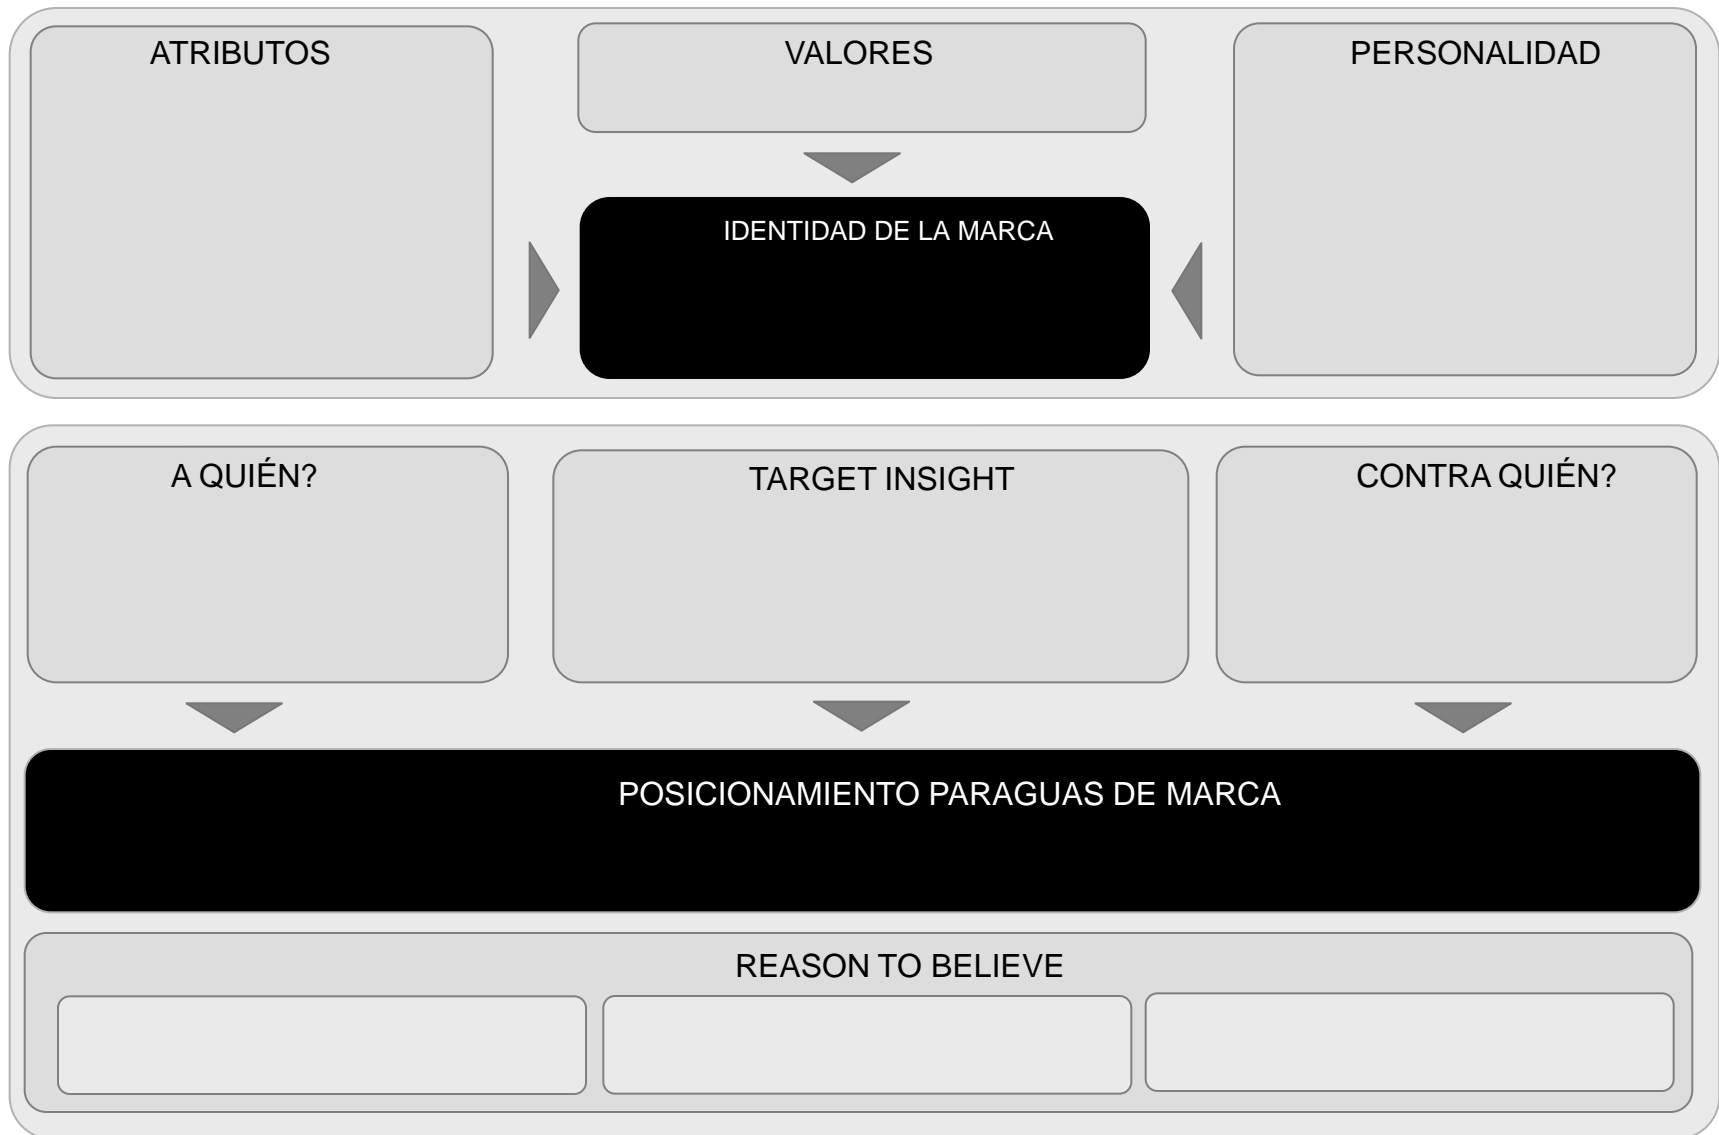 ATRIBUTOS
VALORES
PERSONALIDAD
IDENTIDAD DE LA MARCA
A QUIÉN?
TARGET INSIGHT
CONTRA QUIÉN?
POSICIONAMIENTO PARAGUAS DE MARCA
REASON TO BELIEVE